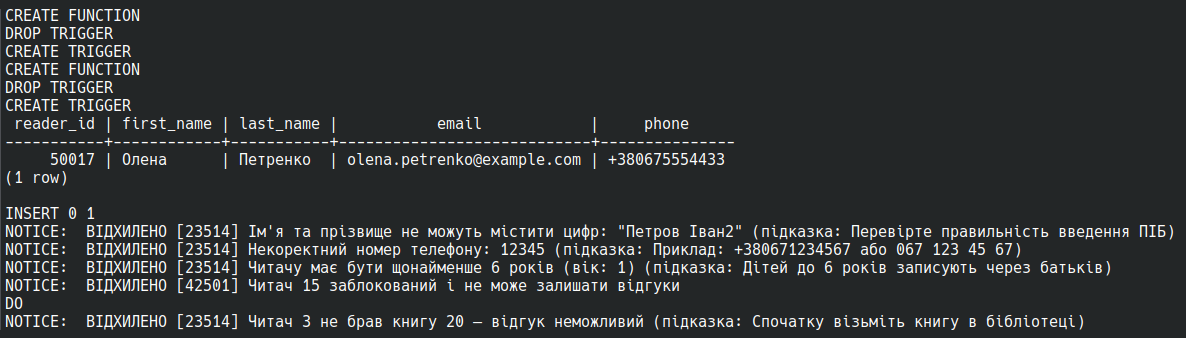 CREATE FUNCTION
DROP TRIGGER
CREATE TRIGGER
CREATE FUNCTION
DROP TRIGGER
CREATE TRIGGER
 reader_id | first_name | last_name |           email            |     phone
-----------+------------+-----------+----------------------------+---------------
     50017 | Олена      | Петренко  | olena.petrenko@example.com | +380675554433
(1 row)

INSERT 0 1
NOTICE:  ВІДХИЛЕНО [23514] Ім'я та прізвище не можуть містити цифр: "Петров Іван2" (підказка: Перевірте правильність введення ПІБ)
NOTICE:  ВІДХИЛЕНО [23514] Некоректний номер телефону: 12345 (підказка: Приклад: +380671234567 або 067 123 45 67)
NOTICE:  ВІДХИЛЕНО [23514] Читачу має бути щонайменше 6 років (вік: 1) (підказка: Дітей до 6 років записують через батьків)
NOTICE:  ВІДХИЛЕНО [42501] Читач 15 заблокований і не може залишати відгуки
DO
NOTICE:  ВІДХИЛЕНО [23514] Читач 3 не брав книгу 20 — відгук неможливий (підказка: Спочатку візьміть книгу в бібліотеці)